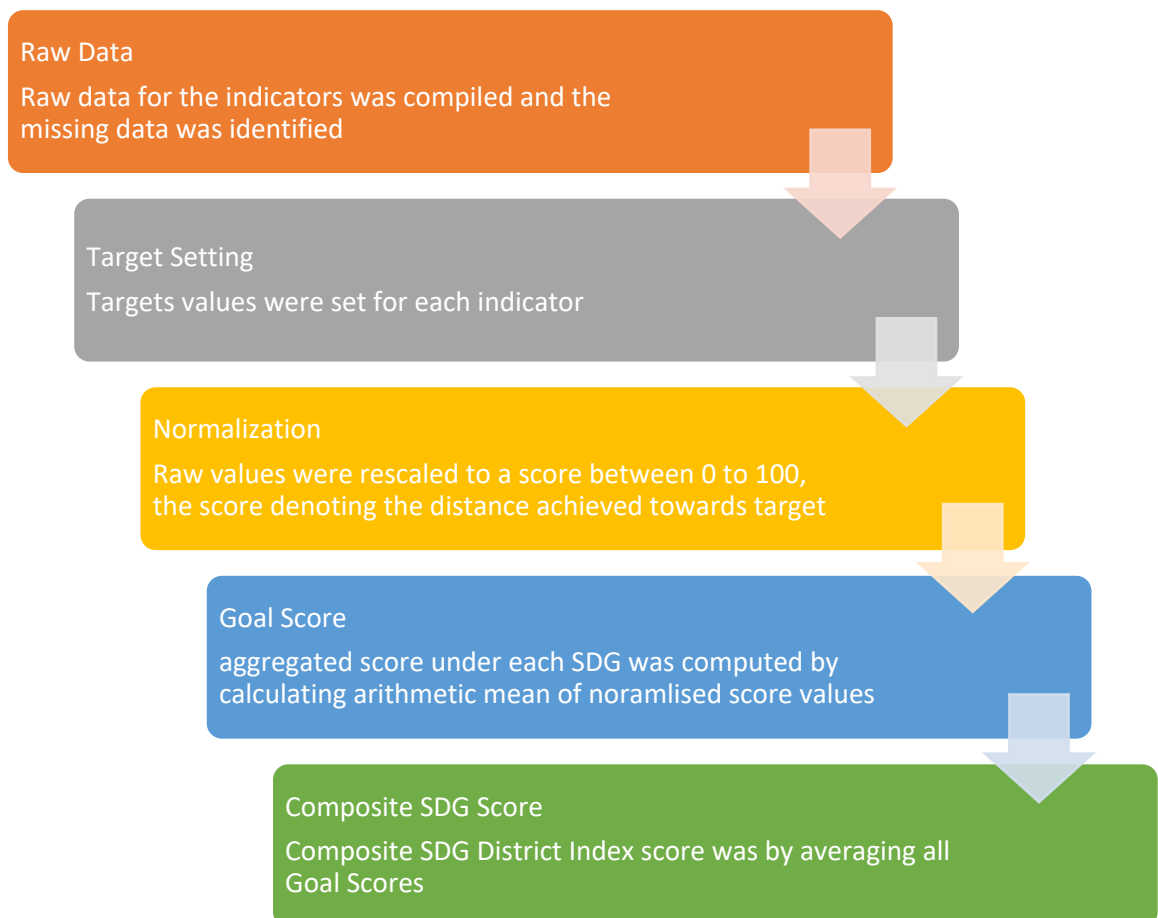 Raw Data
Raw data for the indicators was compiled and the
missing data was identified
Target Setting
Targets values were set for each indicator
Normalization
Raw values were rescaled to a score between 0 to 100,
the score denoting the distance achieved towards target
Goal Score
aggregated score under each SDG was computed by
calculating arithmetic mean of noramlised score values
Composite SDG Score
Composite SDG District Index score was by averaging all
Goal Scores